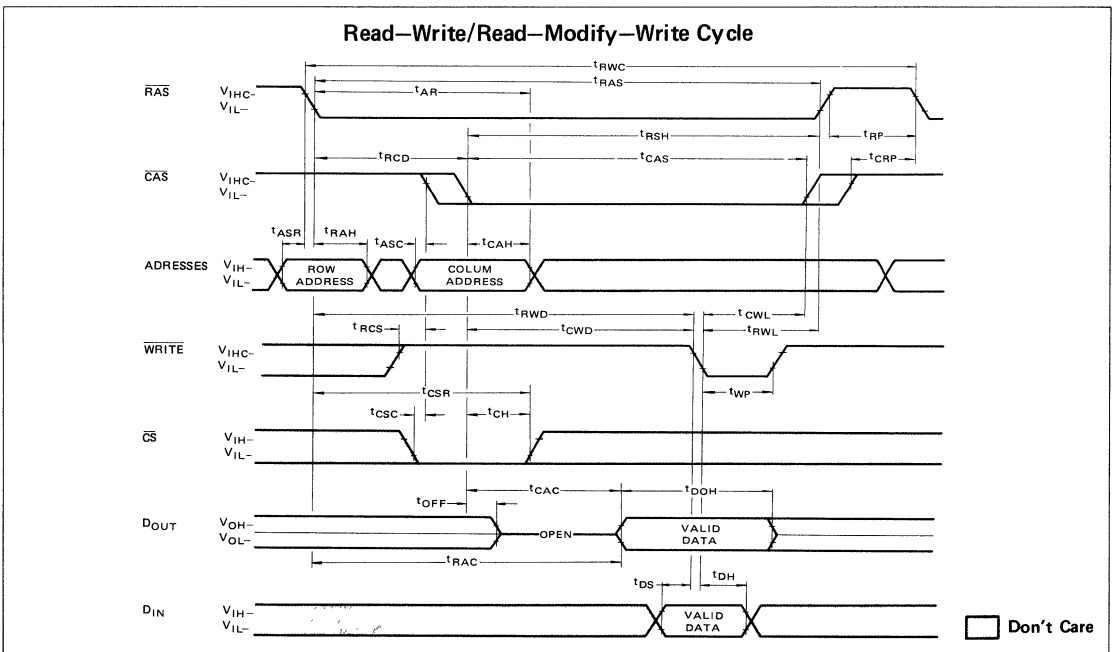 Read—Write/Read—Modify—Write Cycle
tRWC
tRAS
tAR
RAS
VIHC-
VIL-
tRSH
tRP
tRCD
tCAS
tCRP
CAS
VIHC-
VIL-
tASR
tRAH
tASC
tCAH
ADRESSES
VIH-
VIL-
ROW
ADDRESS
COLUM
ADDRESS
tRWD
tCWL
tRCS
tCWD
tRWL
WRITE
VIHC-
VIL-
tWP
tCSR
tCSC
tCH
CS
VIH-
VIL-
tCAC
tDOH
tOFF
DOUT
VOH-
VOL-
OPEN
VALID
DATA
tRAC
tDS
tDH
DIN
VIH-
VIL-
VALID
DATA
Don't Care